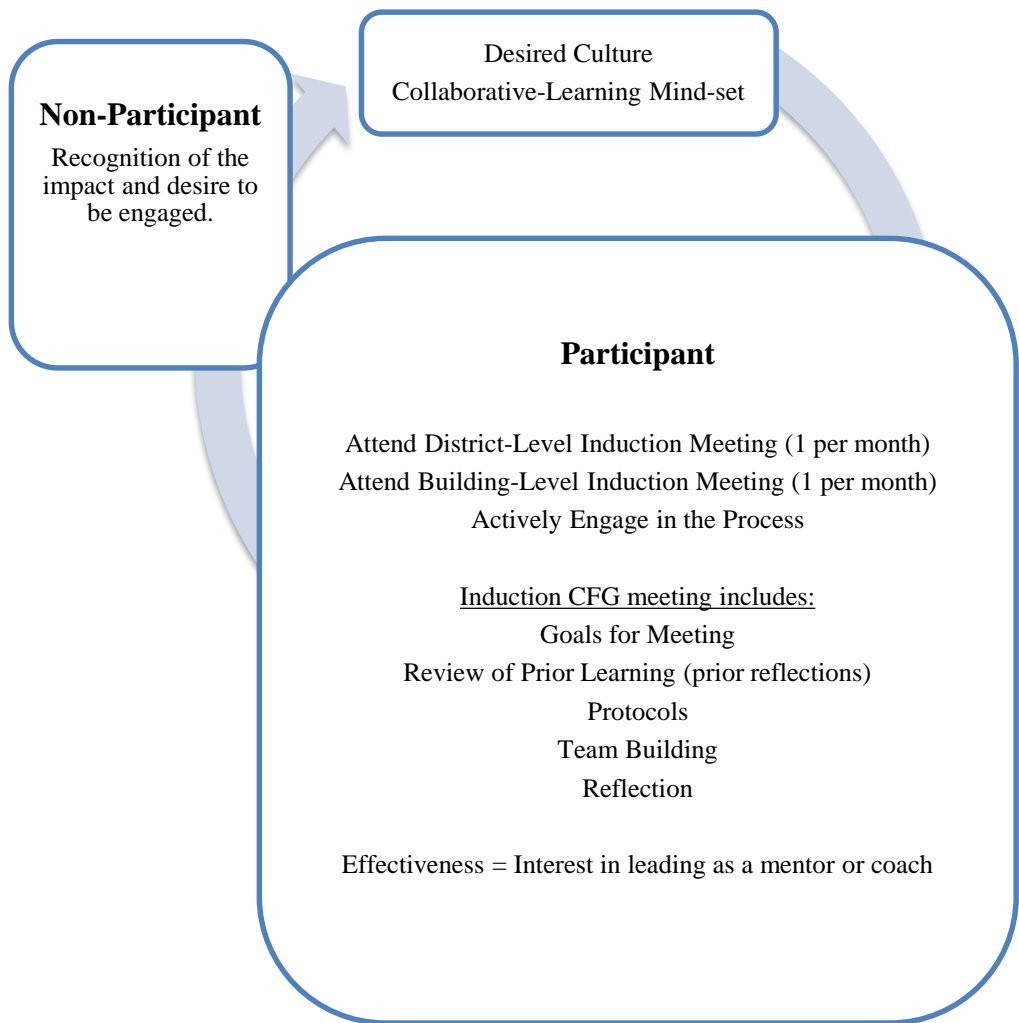 Desired Culture
Collaborative-Learning Mind-set
Non-Participant
Recognition of the
impact and desire to
be engaged.
Participant
Attend District-Level Induction Meeting (1 per month)
Attend Building-Level Induction Meeting (1 per month)
Actively Engage in the Process
Induction CFG meeting includes:
Goals for Meeting
Review of Prior Learning (prior reflections)
Protocols
Team Building
Reflection
Effectiveness = Interest in leading as a mentor or coach